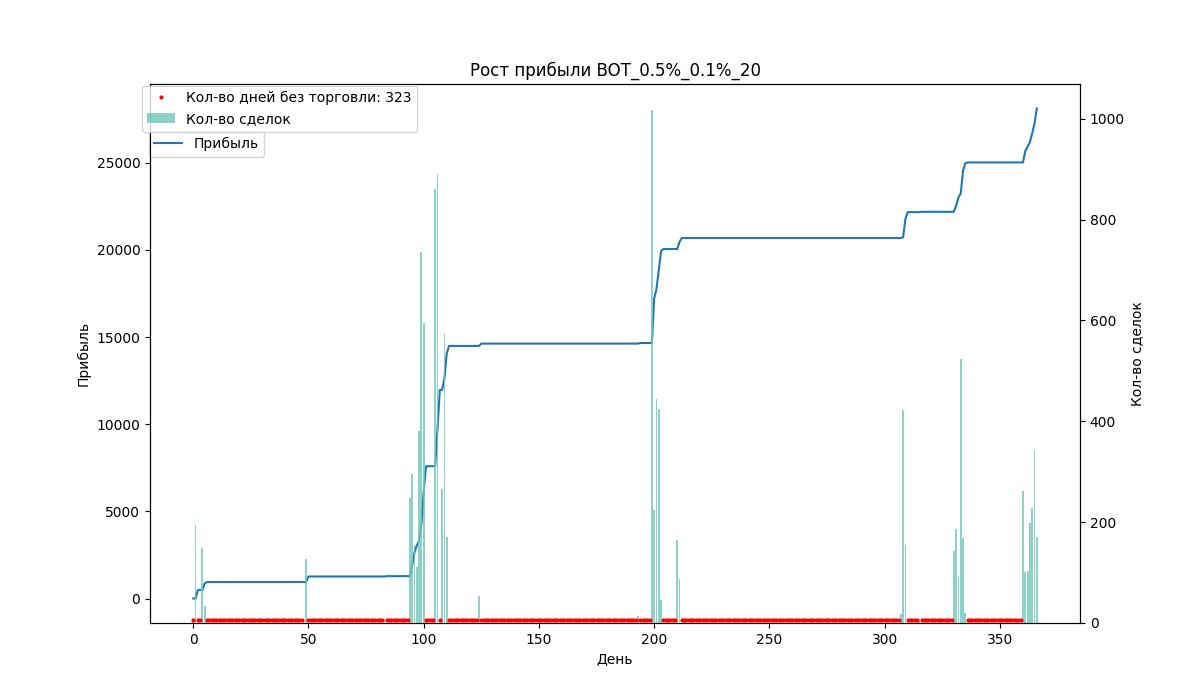 Рост прибыли BOT_0.5%_0.1%_20
Кол-во дней без торговли: 323
Кол-во сделок
Прибыль
25000
20000
15000
10000
5000
0
Прибыль
1000
800
600
400
200
0
Кол-во сделок
0 50 100 150 200 250 300 350
День